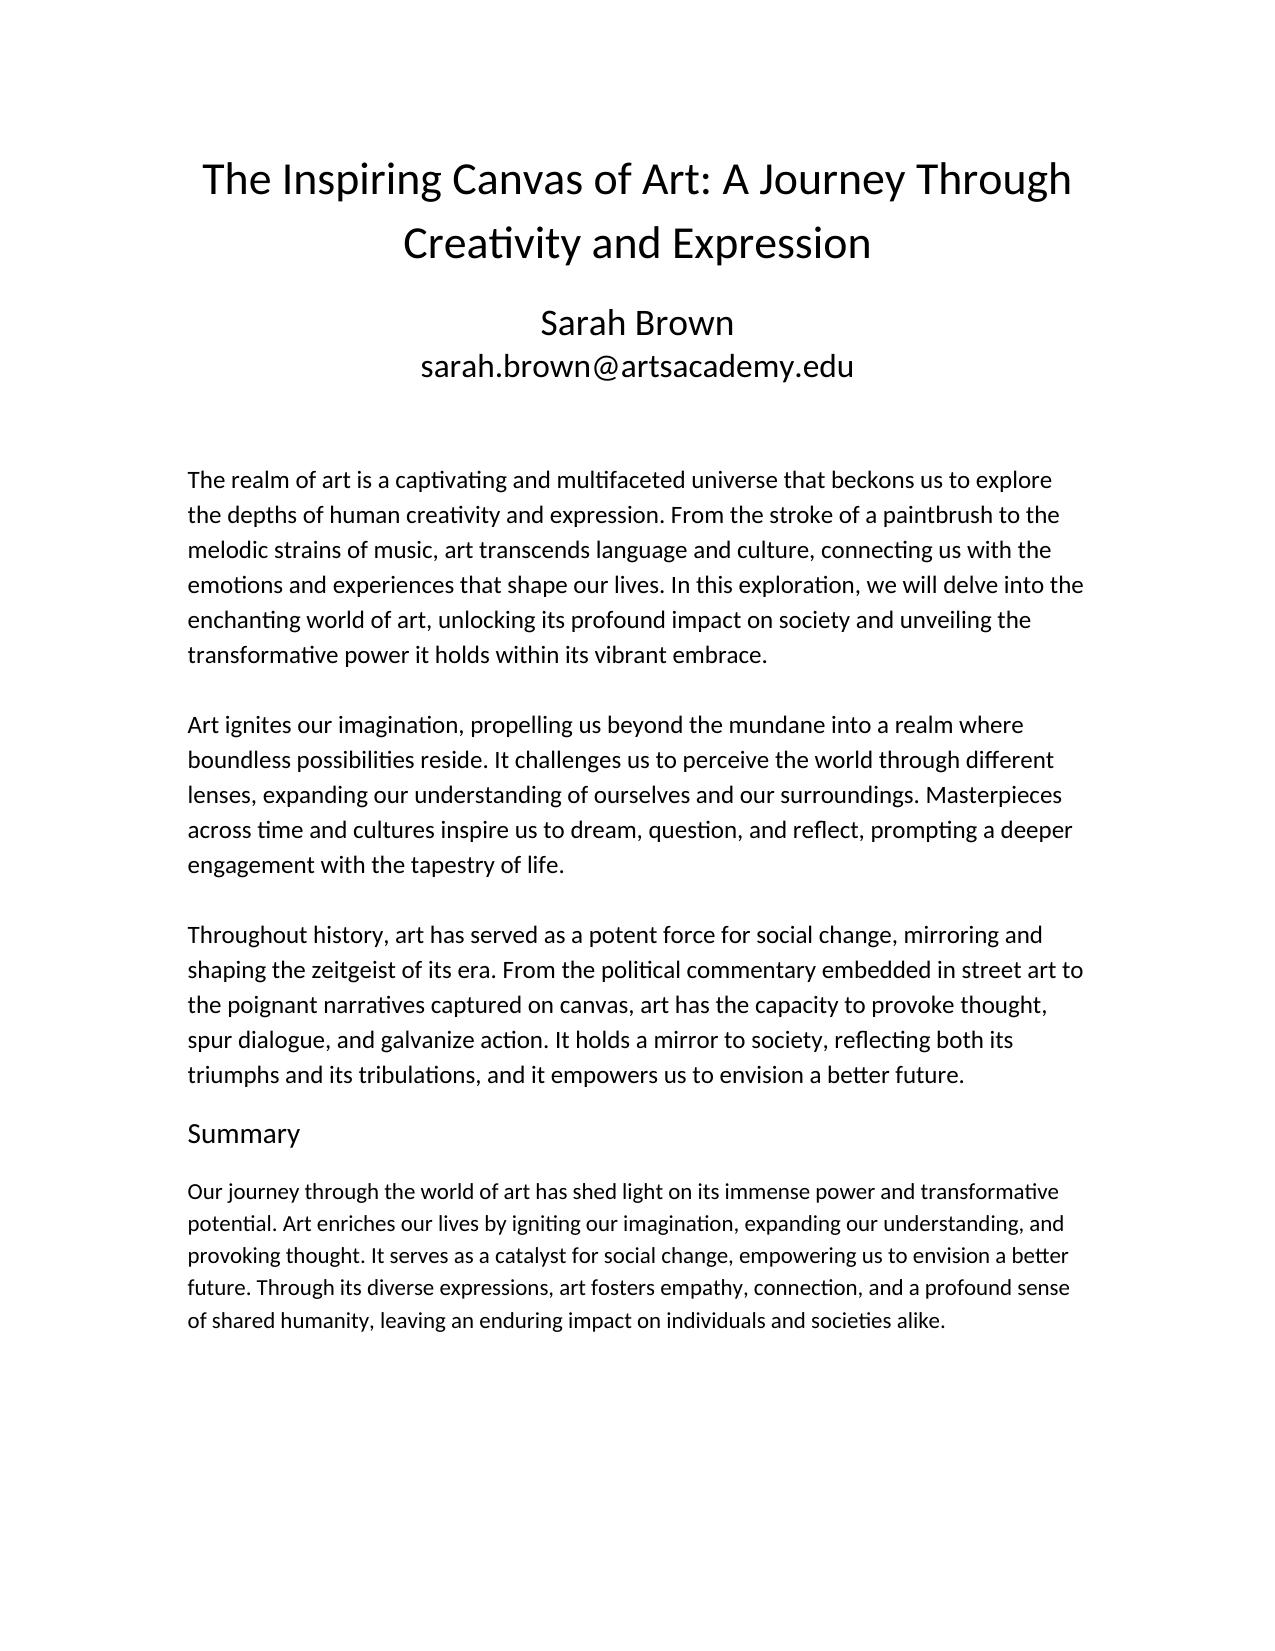 The Inspiring Canvas of Art: A Journey Through
Creativity and Expression
Sarah Brown
sarah.brown@artsacademy.edu
The realm of art is a captivating and multifaceted universe that beckons us to explore
the depths of human creativity and expression. From the stroke of a paintbrush to the
melodic strains of music, art transcends language and culture, connecting us with the
emotions and experiences that shape our lives. In this exploration, we will delve into the
enchanting world of art, unlocking its profound impact on society and unveiling the
transformative power it holds within its vibrant embrace.
Art ignites our imagination, propelling us beyond the mundane into a realm where
boundless possibilities reside. It challenges us to perceive the world through different
lenses, expanding our understanding of ourselves and our surroundings. Masterpieces
across time and cultures inspire us to dream, question, and reflect, prompting a deeper
engagement with the tapestry of life.
Throughout history, art has served as a potent force for social change, mirroring and
shaping the zeitgeist of its era. From the political commentary embedded in street art to
the poignant narratives captured on canvas, art has the capacity to provoke thought,
spur dialogue, and galvanize action. It holds a mirror to society, reflecting both its
triumphs and its tribulations, and it empowers us to envision a better future.
Summary
Our journey through the world of art has shed light on its immense power and transformative
potential. Art enriches our lives by igniting our imagination, expanding our understanding, and
provoking thought. It serves as a catalyst for social change, empowering us to envision a better
future. Through its diverse expressions, art fosters empathy, connection, and a profound sense
of shared humanity, leaving an enduring impact on individuals and societies alike.